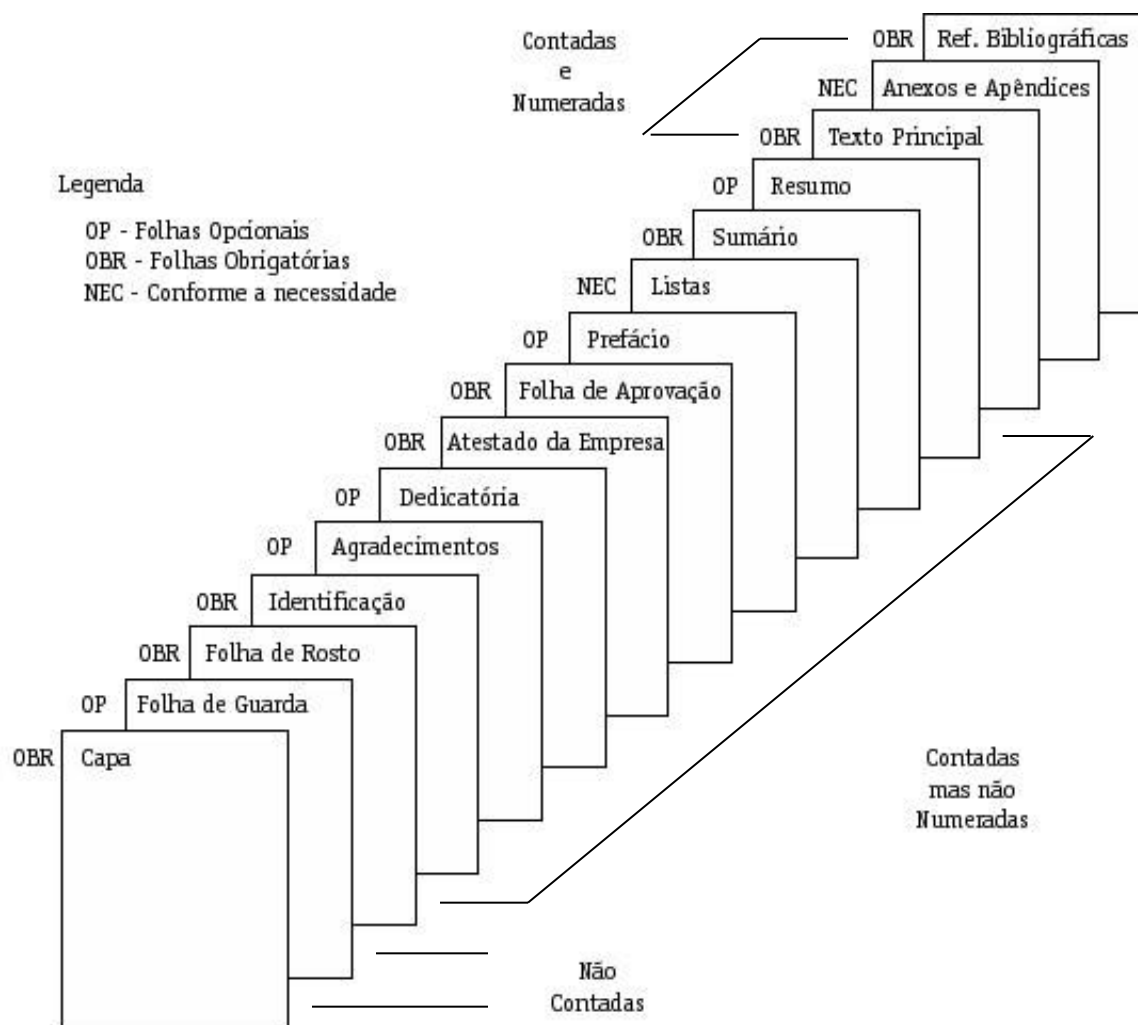 Contadas
e
Numeradas
OBR Ref. Bibliográficas
NEC Anexos e Apêndices
OBR Texto Principal
OP Resumo
OBR Sumário
NEC Listas
OP Prefácio
OBR Folha de Aprovação
OBR Atestado da Empresa
OP Dedicatória
OP Agradecimentos
OBR Identificação
OBR Folha de Rosto
OP Folha de Guarda
OBR Capa
Legenda
OP - Folhas Opcionais
OBR - Folhas Obrigatórias
NEC - Conforme a necessidade
Contadas
mas não
Numeradas
Não
Contadas